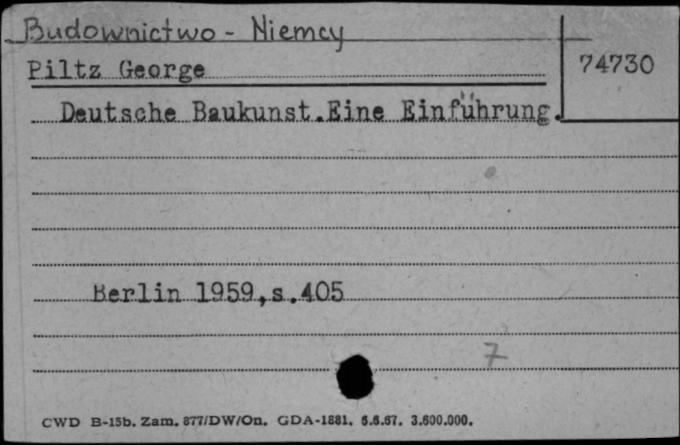 Budownictwo - Niemcy
Piltz George 74730
Deutsche Baukunst.Eine Einführung.
Berlin 1959,s.405
7
CWD B-15b. Zam. 877/DW/On. GDA-1881. 6.6.67. 3.600.000.